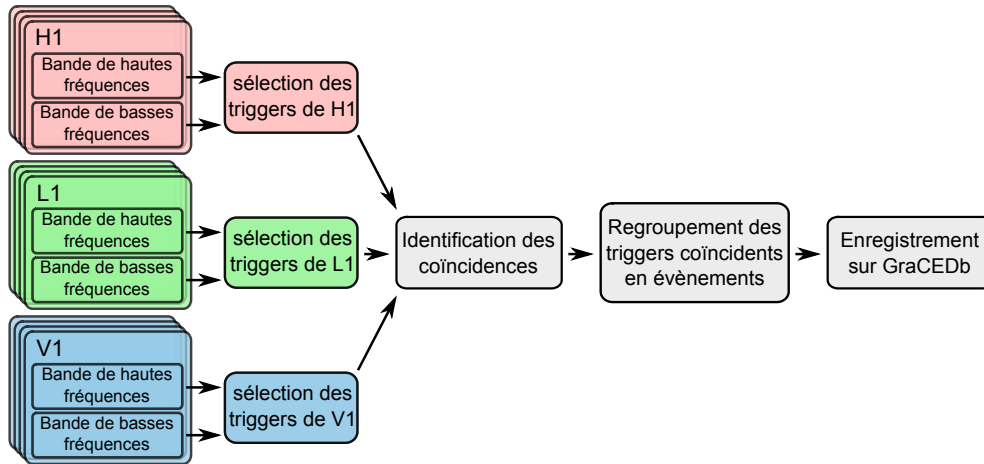 H1
Bande de hautes
fréquences
Bande de basses
fréquences
sélection des
triggers de H1
L1
Bande de hautes
fréquences
Bande de basses
fréquences
sélection des
triggers de L1
V1
Bande de hautes
fréquences
Bande de basses
fréquences
sélection des
triggers de V1
Identification des
coïncidences
Regroupement des
triggers coïncidents
en évènements
Enregistrement
sur GraCEDb